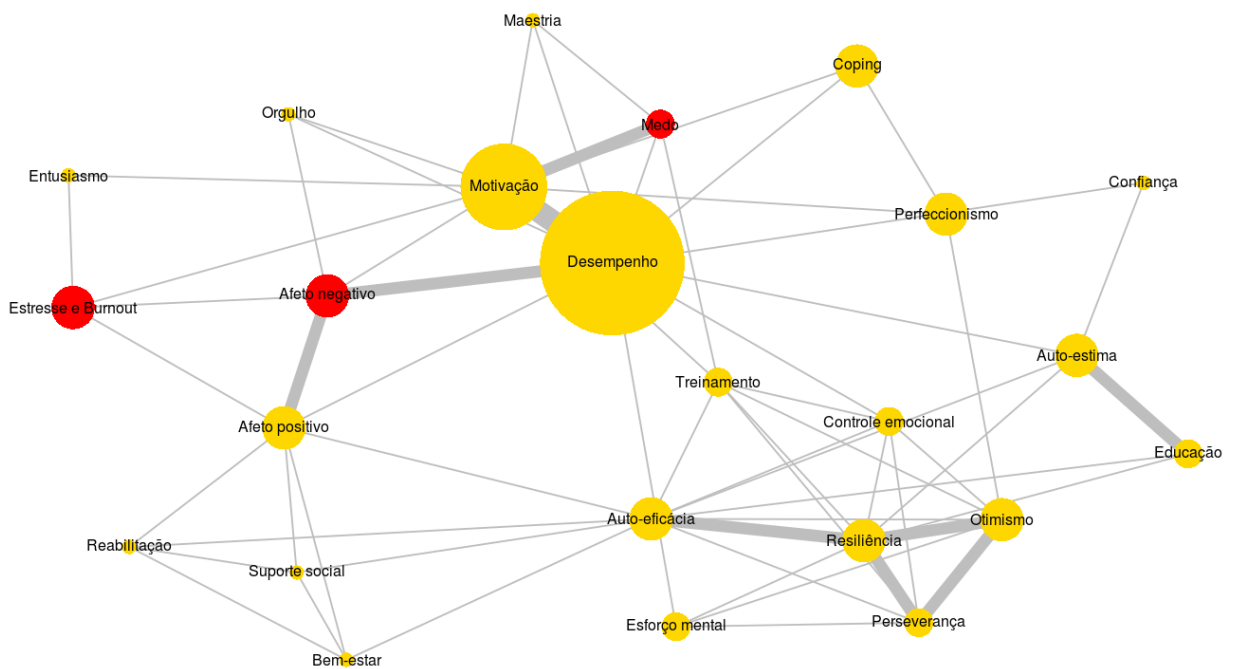 Maestria
Coping
Orgulho
Medo
Entusiasmo
Motivação
Confiança
Perfeccionismo
Desempenho
Afeto negativo
Estresse e Burnout
Auto-estima
Treinamento
Controle emocional
Afeto positivo
Educação
Auto-eficácia
Otimismo
Resiliência
Reabilitação
Suporte social
Esforço mental
Perseverança
Bem-estar